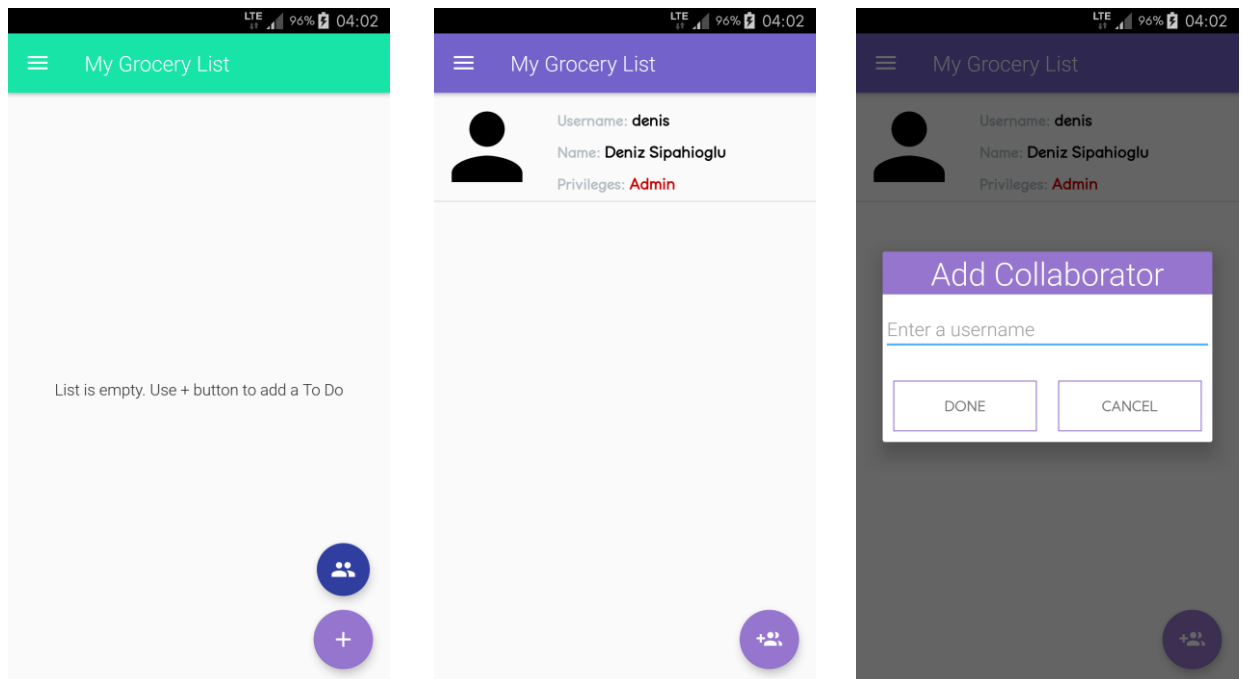 LTE 96% 04:02
My Grocery List
List is empty. Use + button to add a To Do
LTE 96% 04:02
My Grocery List
Username: denis
Name: Deniz Sipahioglu
Privileges: Admin
LTE 96% 04:02
My Grocery List
Username: denis
Name: Deniz Sipahioglu
Privileges: Admin
Add Collaborator
Enter a username
DONE CANCEL